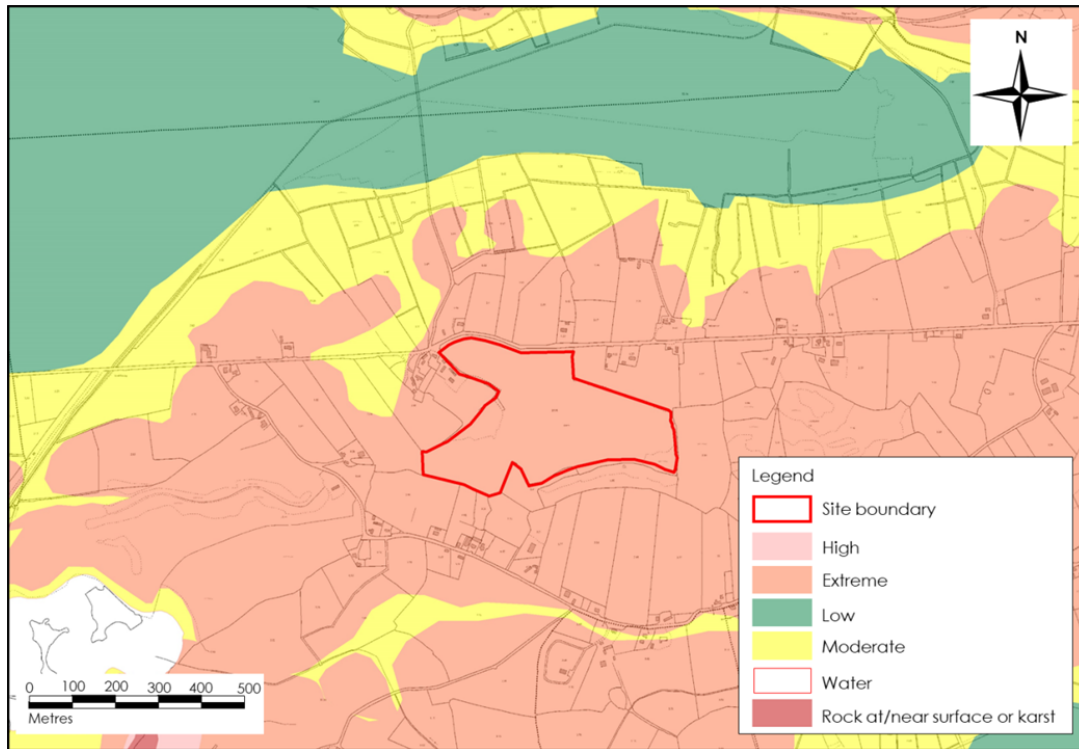 N
Legend
Site boundary
High
Extreme
Low
Moderate
Water
Rock at/near surface or karst
0 100 200 300 400 500
Metres